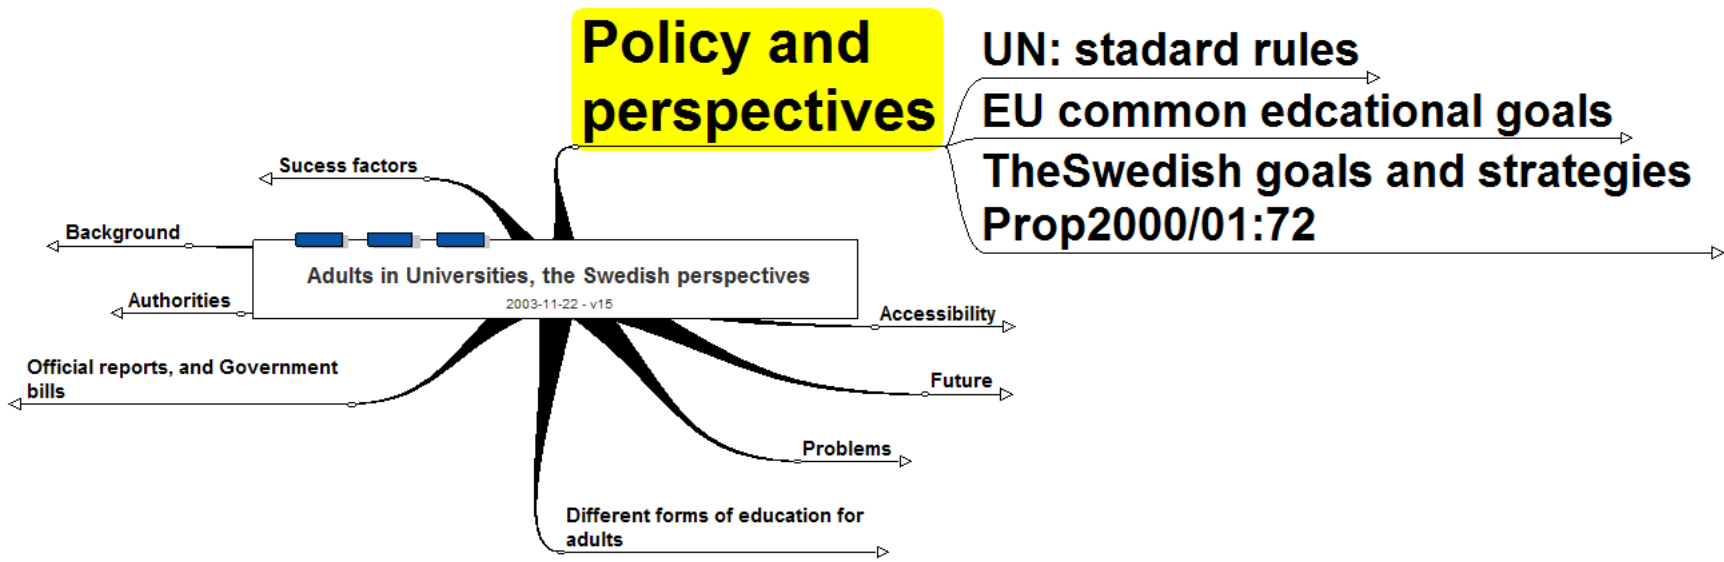 Policy and
perspectives
UN: stadard rules
EU common edcational goals
TheSwedish goals and strategies
Prop2000/01:72
Sucess factors
Background
Adults in Universities, the Swedish perspectives
2003-11-22 - v15
Authorities
Accessibility
Official reports, and Government
bills
Future
Problems
Different forms of education for
adults